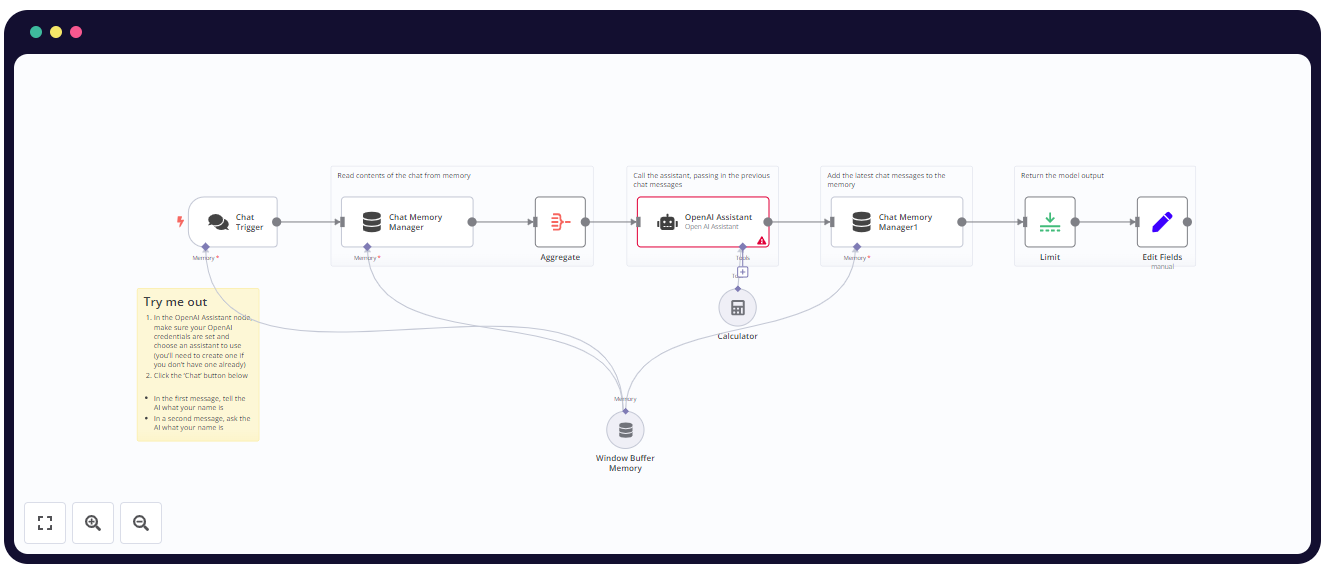 Read contents of the chat from memory
Call the assistant, passing in the previous
chat messages
Add the latest chat messages to the
memory
Return the model output
Chat
Trigger
Chat Memory
Manager
OpenAI Assistant
Open AI Assistant
Chat Memory
Manager1
Memory *
Memory *
Aggregate
Tools
Memory *
Limit
Edit Fields
manual
Try me out
1. In the OpenAI Assistant node,
make sure your OpenAI
credentials are set and
choose an assistant to use
(you'll need to create one if
you don't have one already)
2. Click the 'Chat' button below
• In the first message, tell the
AI what your name is
• In a second message, ask the
AI what your name is
Calculator
Memory
Window Buffer
Memory